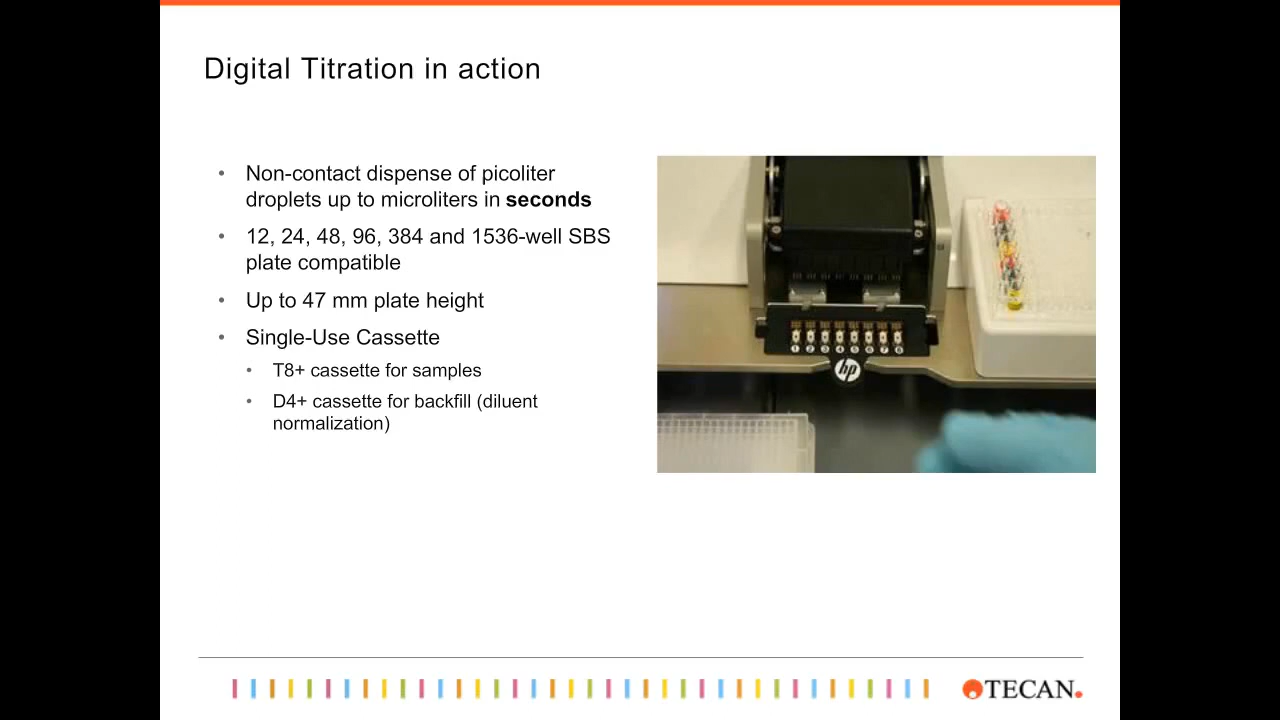 Digital Titration in action
• Non-contact dispense of picoliter
droplets up to microliters in seconds
• 12, 24, 48, 96, 384 and 1536-well SBS
plate compatible
• Up to 47 mm plate height
• Single-Use Cassette
• T8+ cassette for samples
• D4+ cassette for backfill (diluent
normalization)
1 2 3 4 5 6 7 8
hp
TECAN.